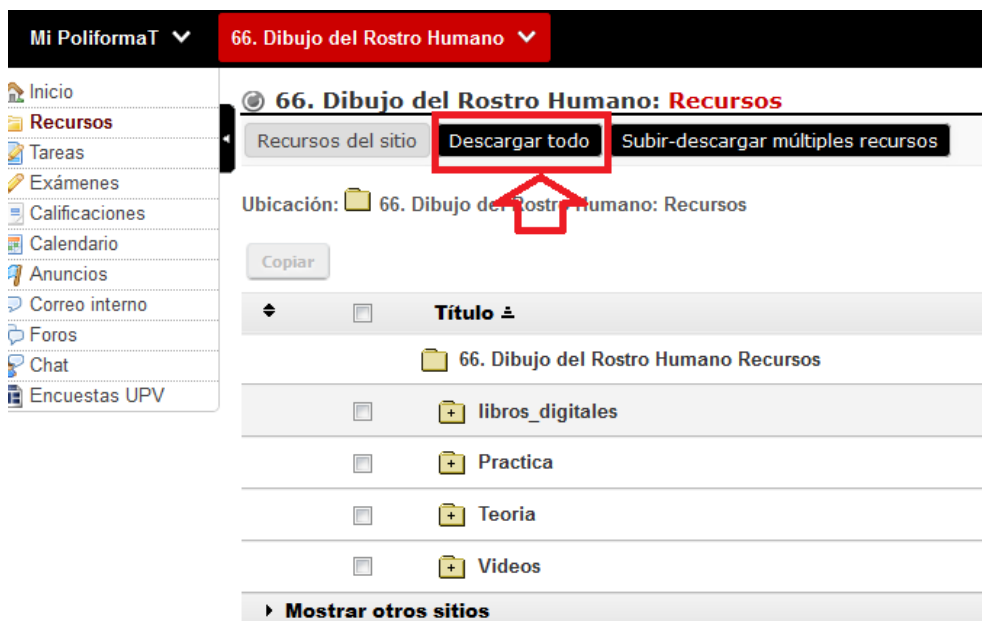 Mi PoliformaT
66. Dibujo del Rostro Humano
Inicio
Recursos
Tareas
Exámenes
Calificaciones
Calendario
Anuncios
Correo interno
Foros
Chat
Encuestas UPV
66. Dibujo del Rostro Humano: Recursos
Recursos del sitio Descargar todo Subir-descargar múltiples recursos
Ubicación: 66. Dibujo del Rostro Humano: Recursos
Copiar
Título
66. Dibujo del Rostro Humano Recursos
libros_digitales
Practica
Teoria
Videos
Mostrar otros sitios